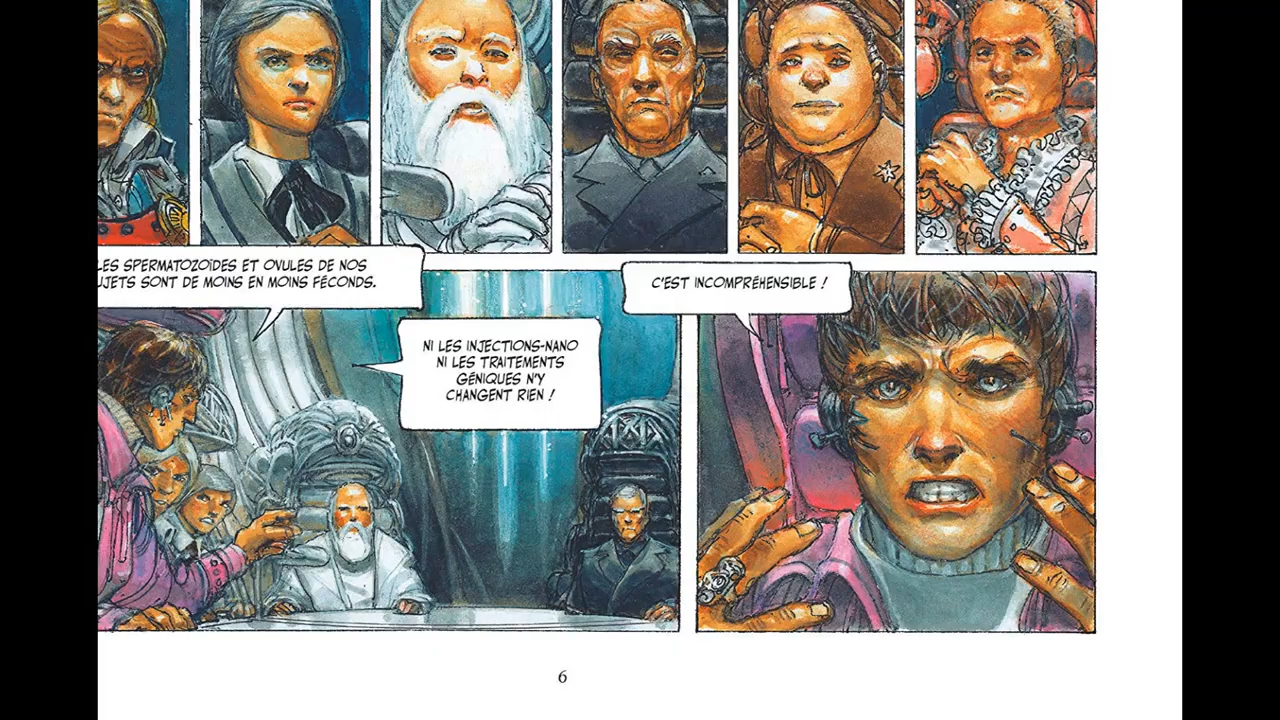 LES SPERMATOZOÏDES ET OVULES DE NOS
UJETS SONT DE MOINS EN MOINS FÉCONDS.
NI LES INJECTIONS-NANO
NI LES TRAITEMENTS
GÉNIQUES N'Y
CHANGENT RIEN !
C'EST INCOMPRÉHENSIBLE !
6